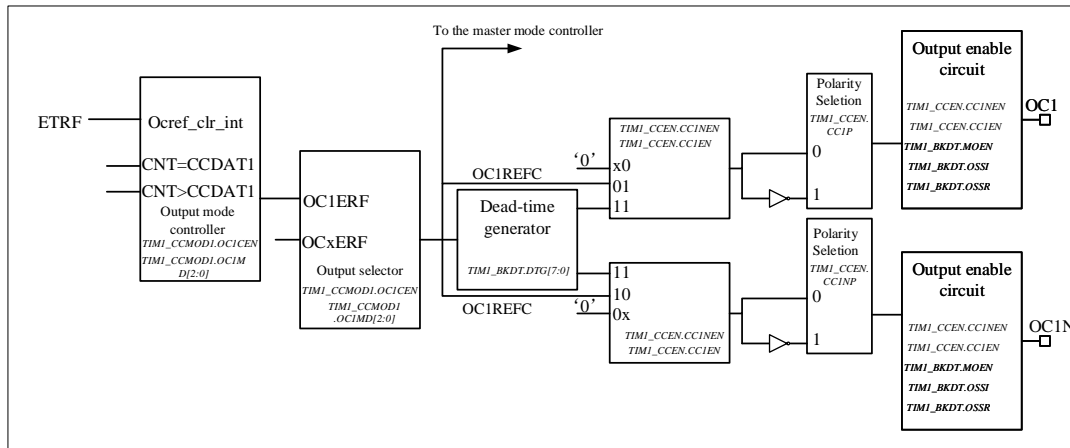 To the master mode controller
ETRF
Ocref_clr_int
CNT=CCDAT1
CNT>CCDAT1
Output mode
controller
TIM1_CCMOD1.OC1CEN
TIM1_CCMOD1.OC1M
D[2:0]
OC1ERF
OCxERF
Output selector
TIM1_CCMOD1.OC1CEN
TIM1_CCMOD1
.OC1MD[2:0]
OC1REFC
Dead-time
generator
TIM1_BKDT.DTG[7:0]
OC1REFC
TIM1_CCEN.CC1NEN
TIM1_CCEN.CC1EN
‘0’
x0
01
11
11
10
‘0’
0x
TIM1_CCEN.CC1NEN
TIM1_CCEN.CC1EN
Polarity
Seletion
TIM1_CCEN.
CC1P
0
1
Polarity
Seletion
TIM1_CCEN.
CC1NP
0
1
Output enable
circuit
TIM1_CCEN.CC1NEN
TIM1_CCEN.CC1EN
TIM1_BKDT.MOEN
TIM1_BKDT.OSSI
TIM1_BKDT.OSSR
OC1
Output enable
circuit
TIM1_CCEN.CC1NEN
TIM1_CCEN.CC1EN
TIM1_BKDT.MOEN
TIM1_BKDT.OSSI
TIM1_BKDT.OSSR
OC1N